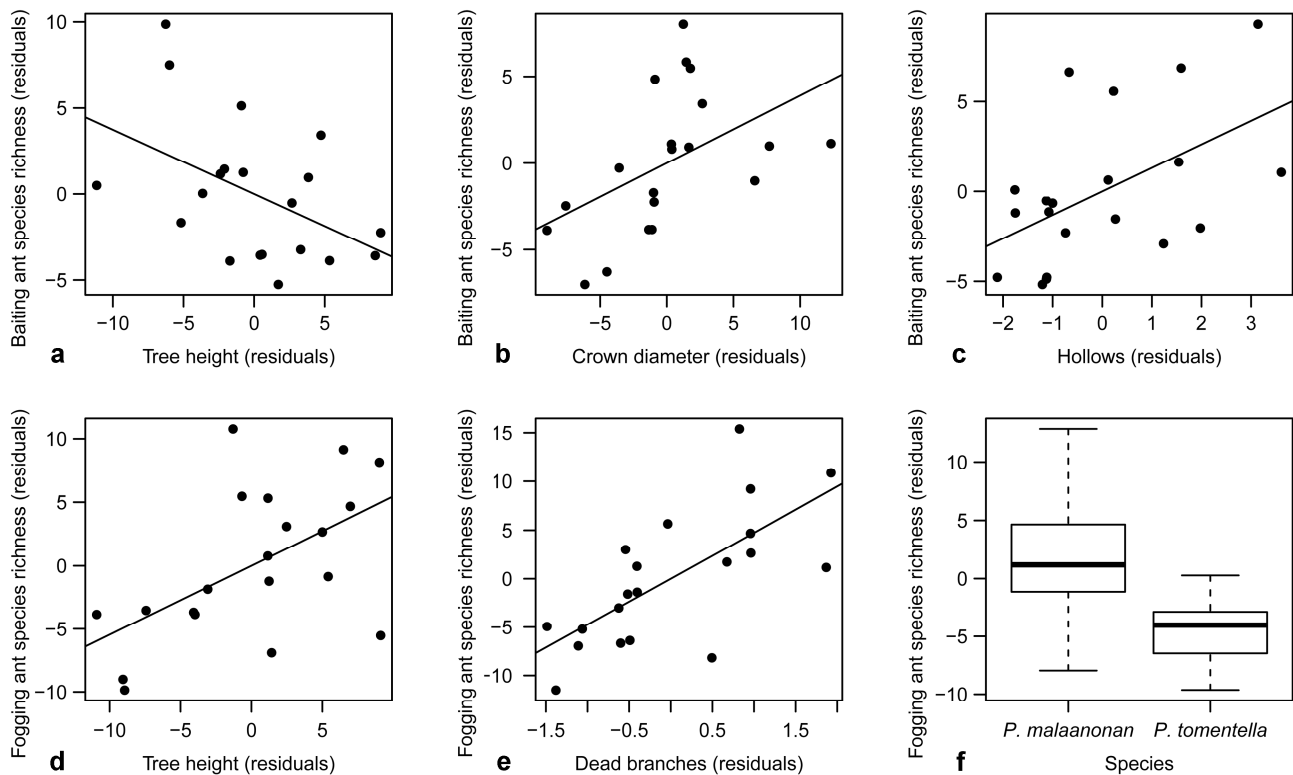 Baiting ant species richness (residuals)
10
5
0
−5
−10
−5
0
5
Tree height (residuals)
a
Baiting ant species richness (residuals)
5
0
−5
−5
0
5
10
Crown diameter (residuals)
b
Baiting ant species richness (residuals)
5
0
−5
−2
−1
0
1
2
3
Hollows (residuals)
c
Fogging ant species richness (residuals)
10
5
0
−5
−10
−10
−5
0
5
Tree height (residuals)
d
Fogging ant species richness (residuals)
15
10
5
0
−5
-10
−1.5
−0.5
0.5
1.5
Dead branches (residuals)
e
Fogging ant species richness (residuals)
10
5
0
−5
−10
P. malaanonan
P. tomentella
Species
f